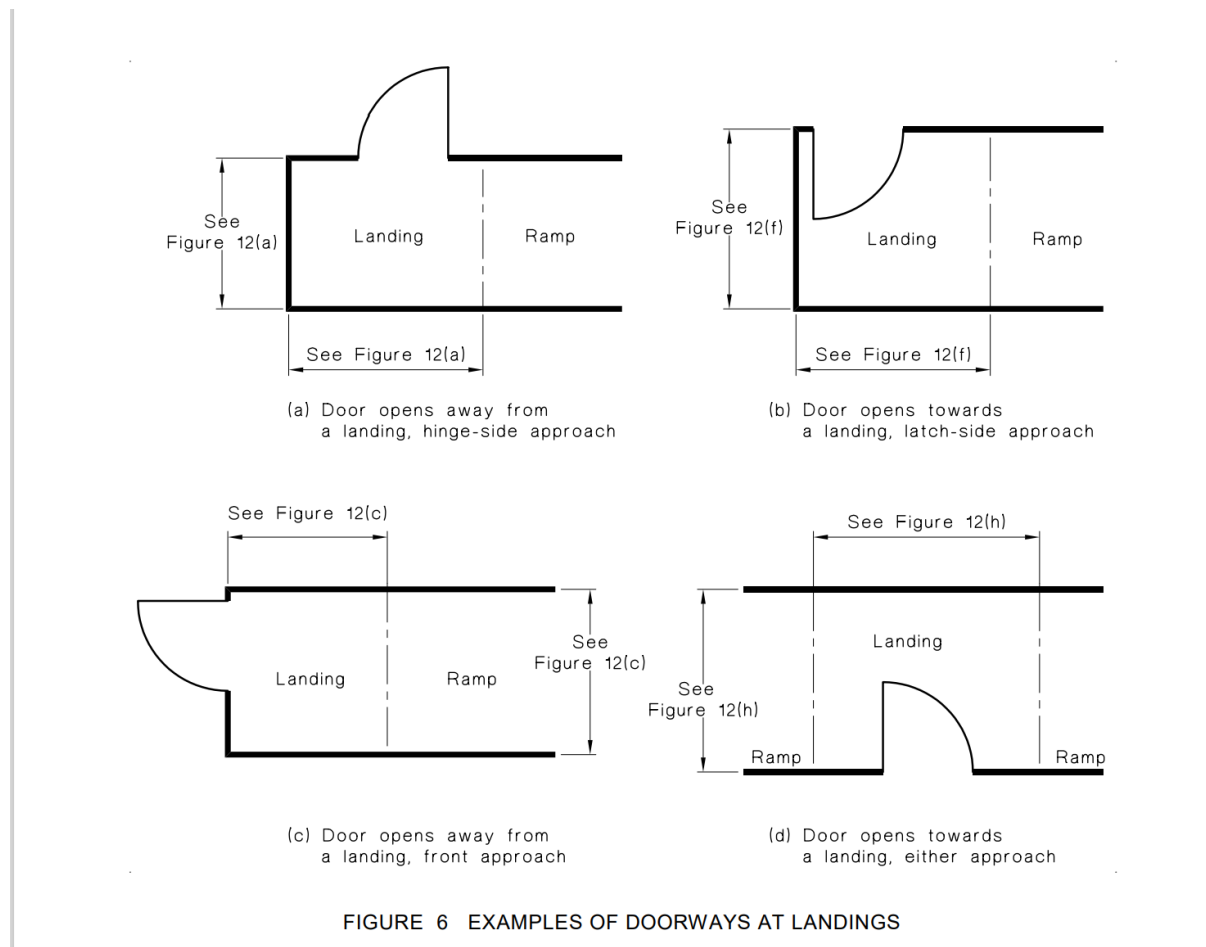 See
Figure 12(a)
Landing
Ramp
See Figure 12(a)
(a) Door opens away from
a landing, hinge-side approach
See
Figure 12(f)
Landing
Ramp
See Figure 12(f)
(b) Door opens towards
a landing, latch-side approach
See Figure 12(c)
See
Figure 12(c)
Landing
Ramp
(c) Door opens away from
a landing, front approach
See Figure 12(h)
Landing
See
Figure 12(h)
Ramp
Ramp
(d) Door opens towards
a landing, either approach
FIGURE 6 EXAMPLES OF DOORWAYS AT LANDINGS